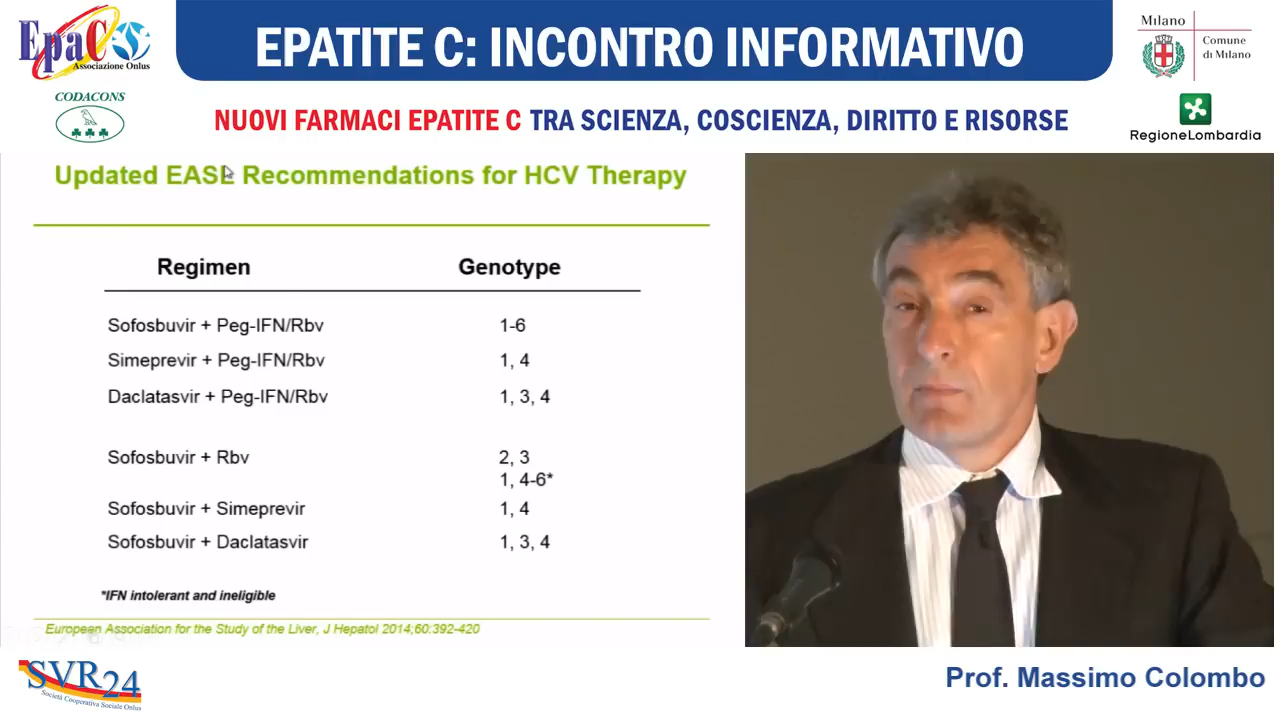 EpaC
Associazione Onlus
EPATITE C: INCONTRO INFORMATIVO
Milano
Comune
di Milano
CODACONS
NUOVI FARMACI EPATITE C TRA SCIENZA, COSCIENZA, DIRITTO E RISORSE
RegioneLombardia
Updated EASL Recommendations for HCV Therapy
Regimen Genotype
Sofosbuvir + Peg-IFN/Rbv 1-6
Simeprevir + Peg-IFN/Rbv 1, 4
Daclatasvir + Peg-IFN/Rbv 1, 3, 4
Sofosbuvir + Rbv 2, 3
1, 4-6*
Sofosbuvir + Simeprevir 1, 4
Sofosbuvir + Daclatasvir 1, 3, 4
*IFN intolerant and ineligible
European Association for the Study of the Liver, J Hepatol 2014;60:392-420
SVR24
Società Cooperativa Sociale Onlus
Prof. Massimo Colombo